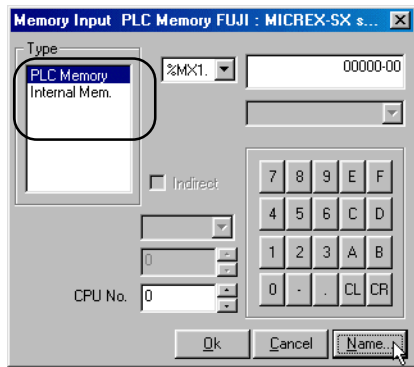 Memory Input PLC Memory FUJI : MICREX-SX s...
Type
PLC Memory
Internal Mem.
%MX1.
00000-00
Indirect
7 8 9 E F
4 5 6 C D
1 2 3 A B
0 - . CL CR
0
CPU No. 0
Ok Cancel Name...